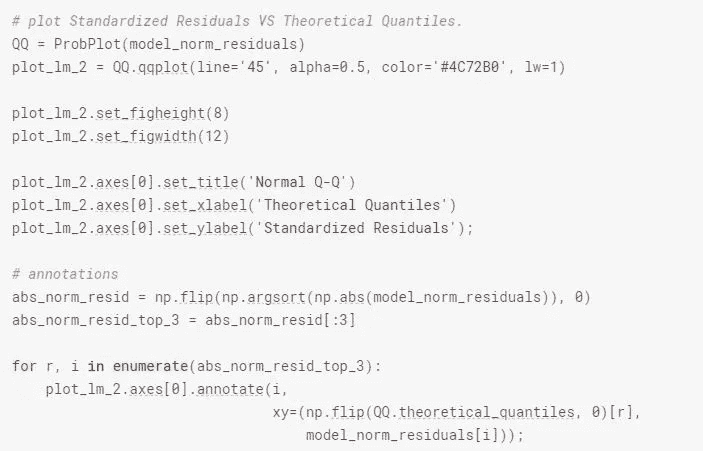 # plot Standardized Residuals VS Theoretical Quantiles.
QQ = ProbPlot(model_norm_residuals)
plot_lm_2 = QQ.qqplot(line='45', alpha=0.5, color='#4C72B0', lw=1)
plot_lm_2.set_figheight(8)
plot_lm_2.set_figwidth(12)
plot_lm_2.axes[0].set_title('Normal Q-Q')
plot_lm_2.axes[0].set_xlabel('Theoretical Quantiles')
plot_lm_2.axes[0].set_ylabel('Standardized Residuals');
# annotations
abs_norm_resid = np.flip(np.argsort(np.abs(model_norm_residuals)), 0)
abs_norm_resid_top_3 = abs_norm_resid[:3]
for r, i in enumerate(abs_norm_resid_top_3):
    plot_lm_2.axes[0].annotate(i,
                               xy=(np.flip(QQ.theoretical_quantiles, 0)[r],
                                   model_norm_residuals[i]));